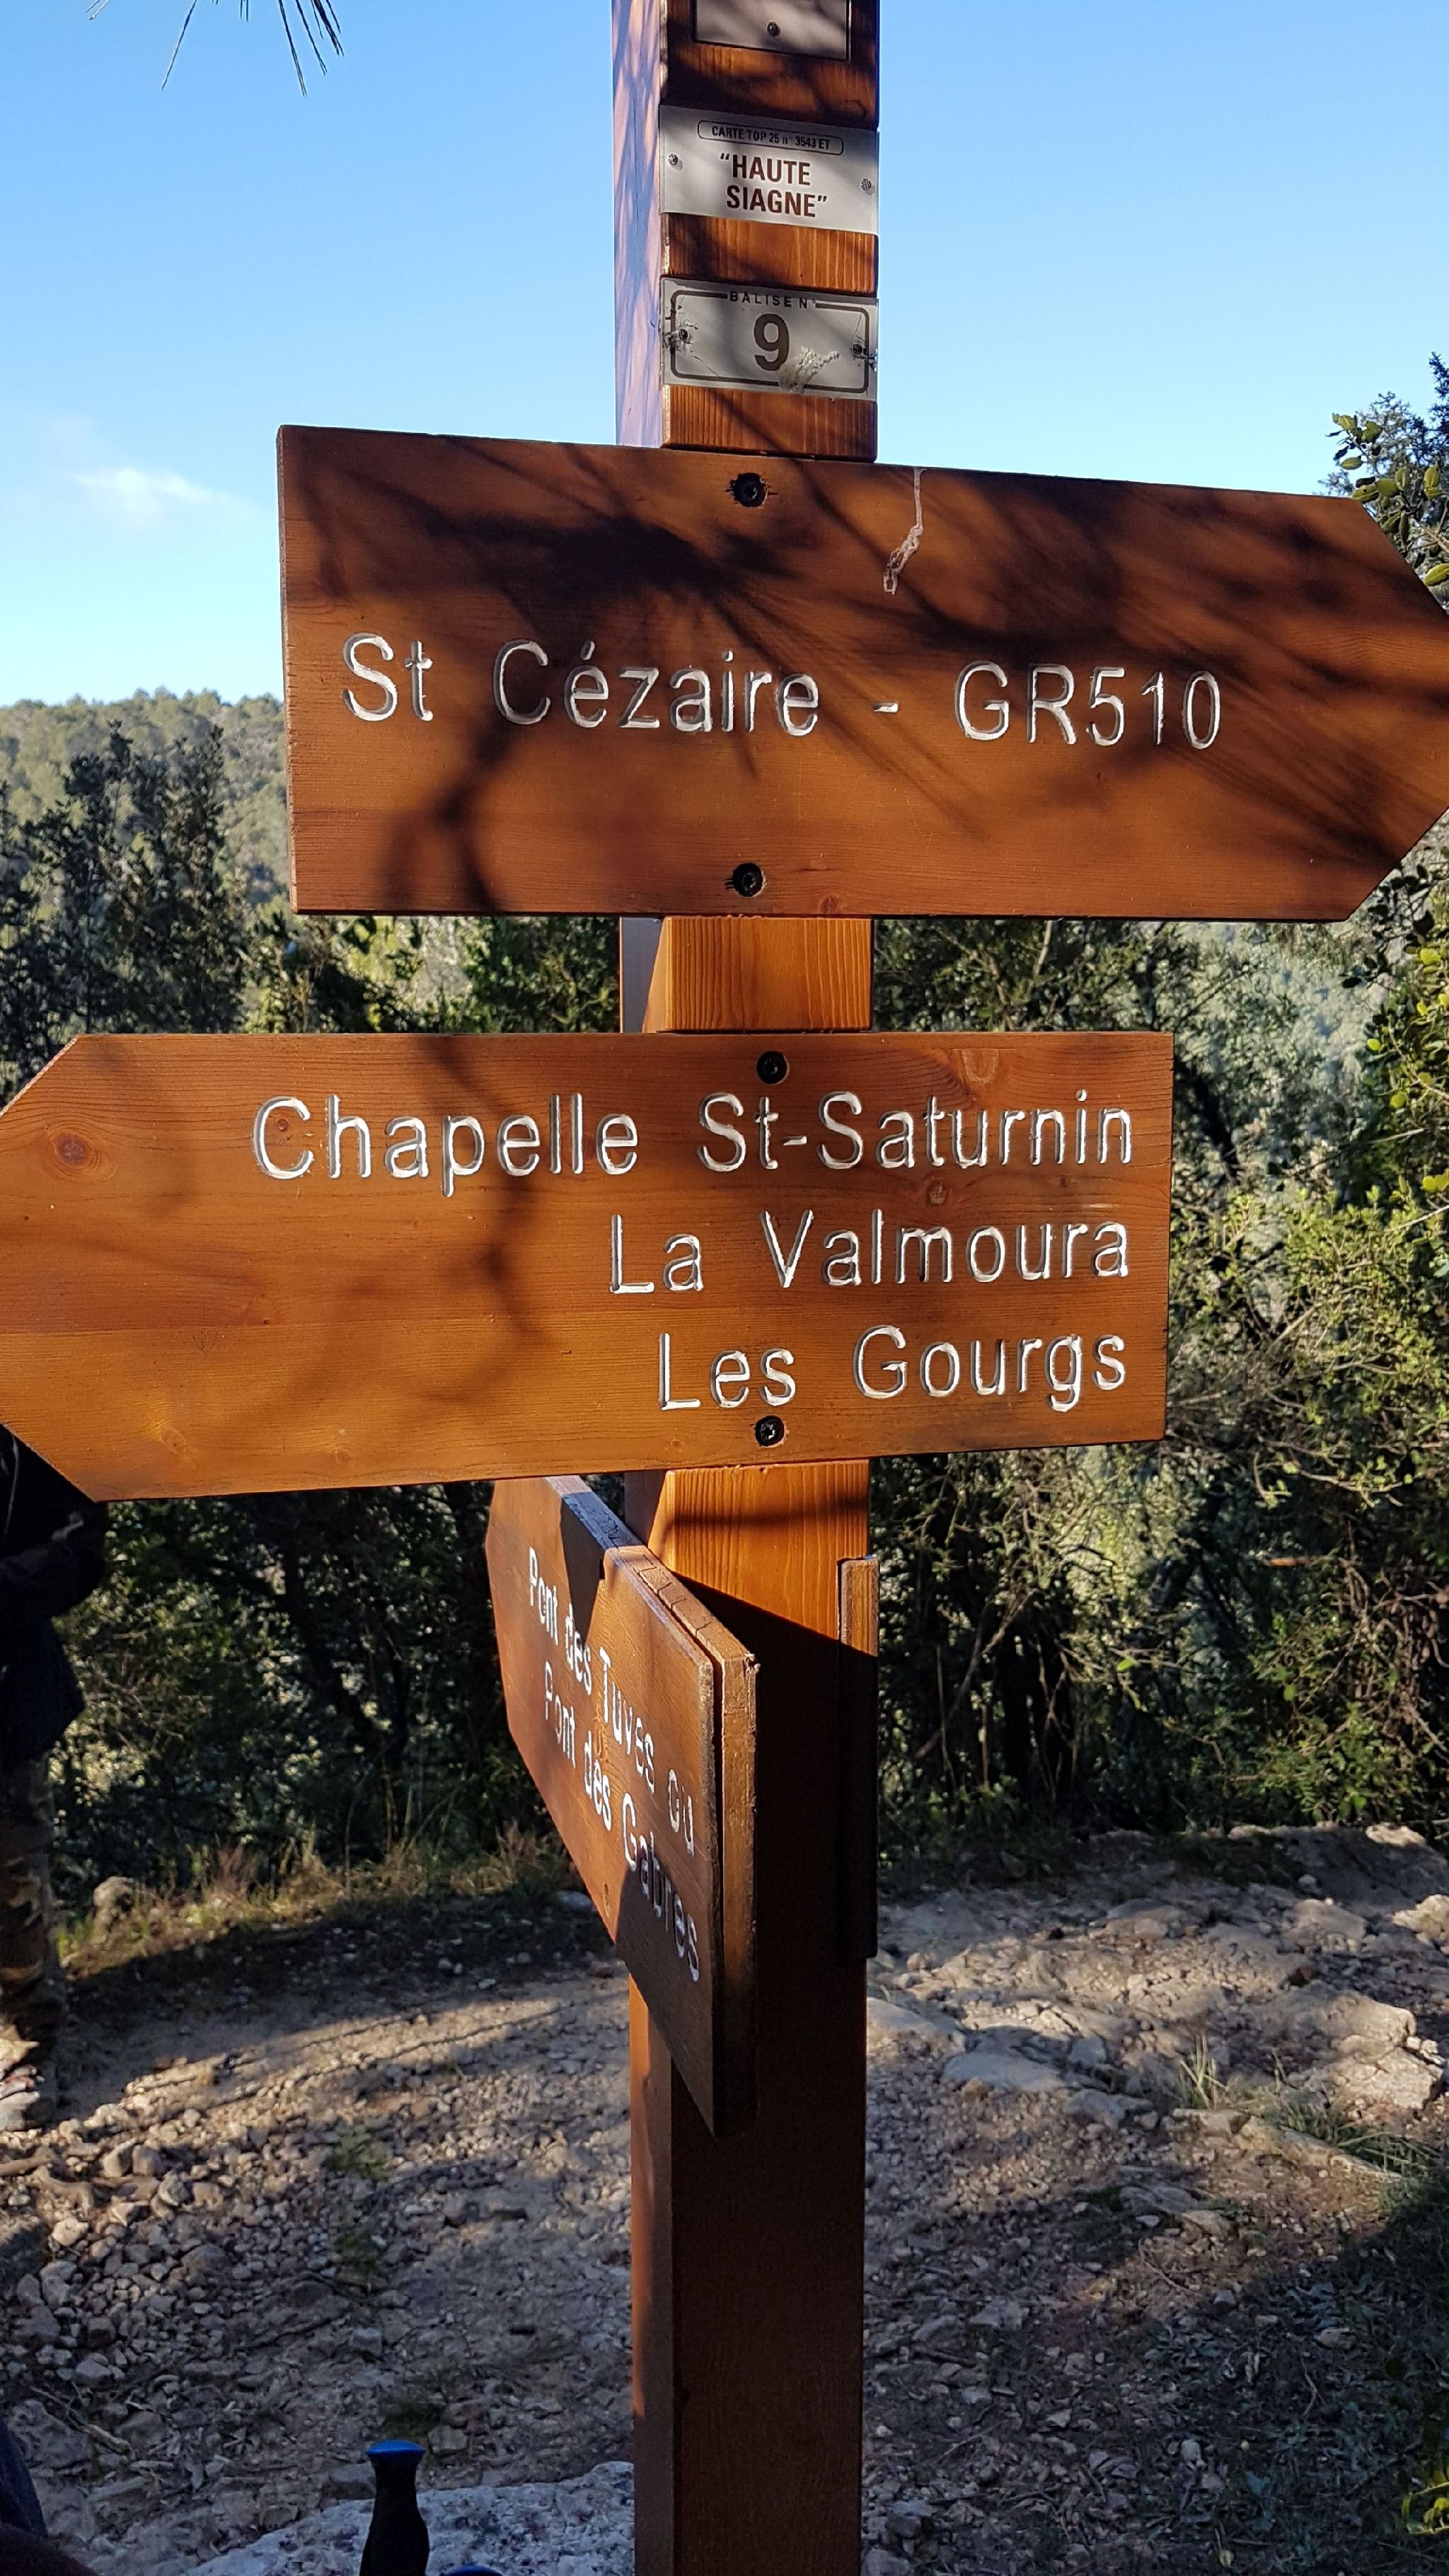 CARTE TOP 25 n° 3543 ET
"HAUTE
SIAGNE"
BALISE N°
9
St Cézaire - GR510
Chapelle St-Saturnin
La Valmoura
Les Gourgs
Pont des Tuves ou
Pont des Gabres